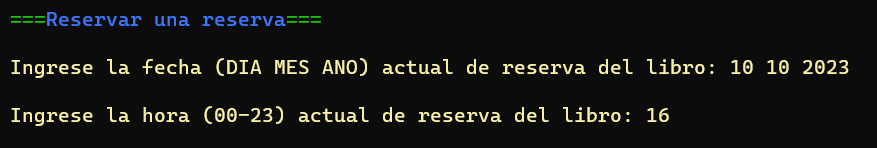 ===Reservar una reserva===
Ingrese la fecha (DIA MES ANO) actual de reserva del libro: 10 10 2023
Ingrese la hora (00-23) actual de reserva del libro: 16